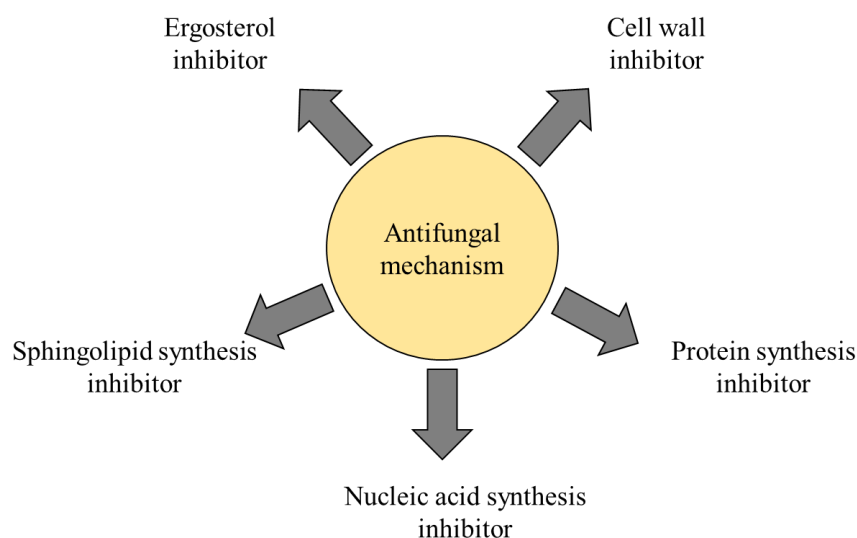 Ergosterol
inhibitor
Cell wall
inhibitor
Antifungal
mechanism
Sphingolipid synthesis
inhibitor
Protein synthesis
inhibitor
Nucleic acid synthesis
inhibitor